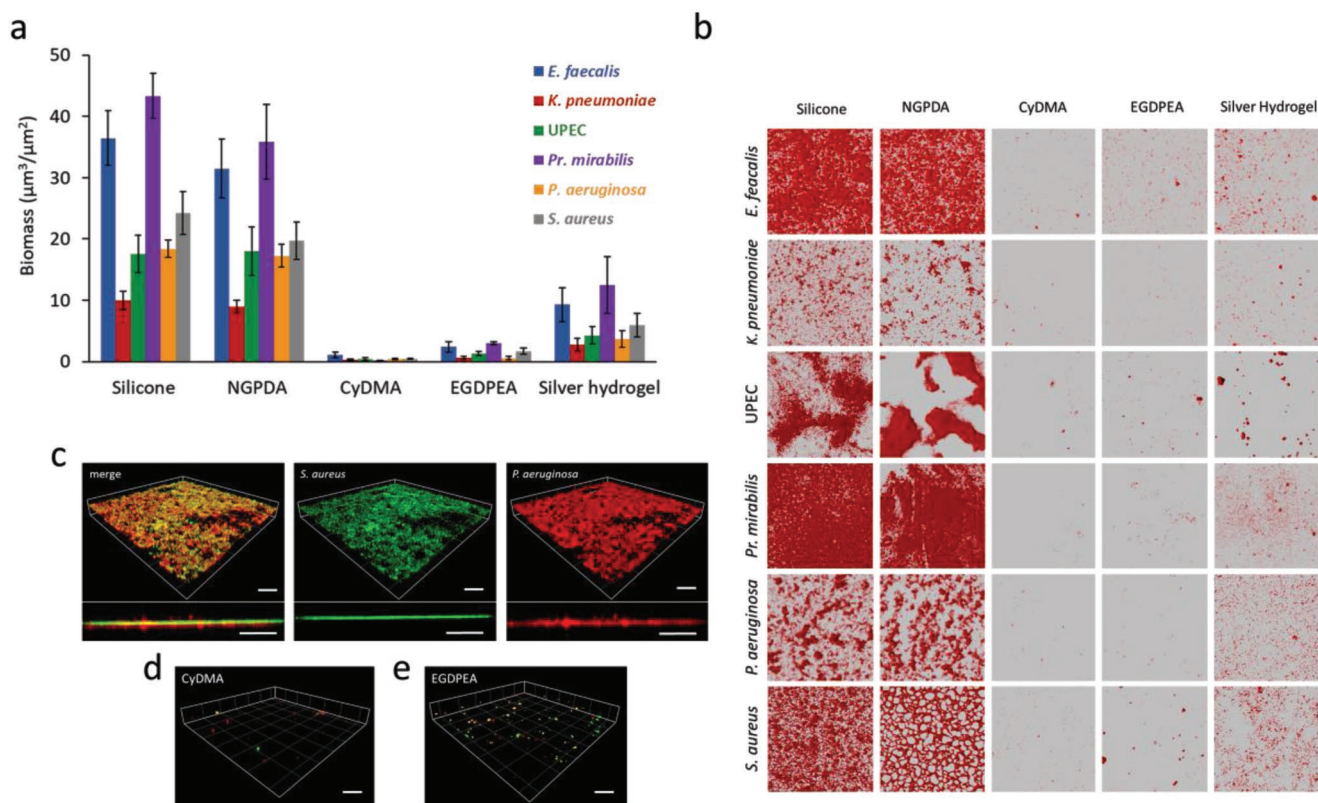 a
50
40
30
20
10
0
Biomass (µm³/µm²)
E. faecalis
K. pneumoniae
UPEC
Pr. mirabilis
P. aeruginosa
S. aureus
Silicone NGPDA CyDMA EGDPEA Silver hydrogel
b
Silicone NGPDA CyDMA EGDPEA Silver Hydrogel
E. feacalis
K. pneumoniae
UPEC
Pr. mirabilis
P. aeruginosa
S. aureus
c
merge S. aureus P. aeruginosa
d
CyDMA
e
EGDPEA